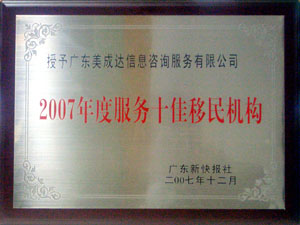 授予广东美成达信息咨询服务有限公司
2007年度服务十佳移民机构
广东新快报社
二00七年十二月